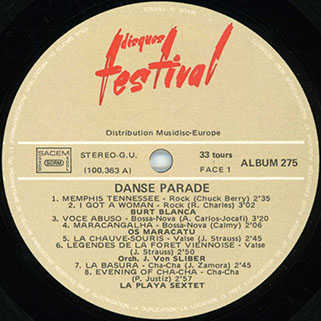 disques
festival
Distribution Musidisc-Europe
SACEM
SDRM
STEREO-G.U.
(100.363 A)
33 tours
FACE 1
ALBUM 275
DANSE PARADE
1. MEMPHIS TENNESSEE - Rock (Chuck Berry) 2'35
2. I GOT A WOMAN - Rock (R. Charles) 3'02
BURT BLANCA
3. VOCE ABUSO - Bossa-Nova (A. Carlos-Jocafi)
4. MARACANGALHA - Bossa-Nova (Calmy) 2'06
OS MARACATU
5. LA CHAUVE-SOURIS - Valse (J. Strauss) 2'45
6. LEGENDES DE LA FORET VIENNOISE - Valse
(J. Strauss) 2'50
Orch. J. Von SLIBER
7. LA BASURA - Cha-Cha (J. Zamora) 2'45
8. EVENING OF CHA-CHA - Cha-Cha
(P. Justiz) 2'57
LA PLAYA SEXTET